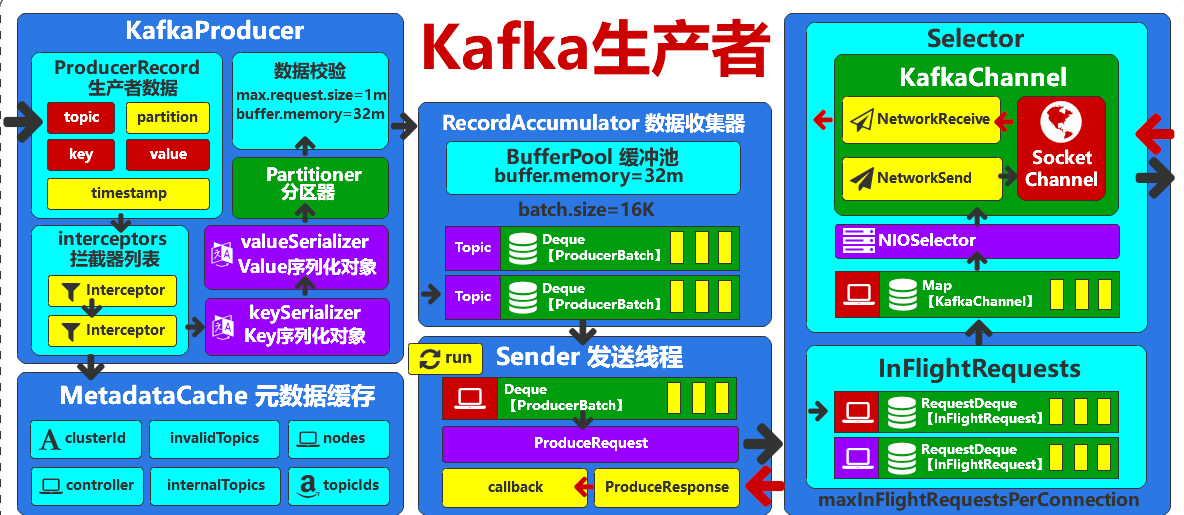 Kafka生产者
KafkaProducer
ProducerRecord
生产者数据
topic
partition
key
value
timestamp
interceptors
拦截器列表
Interceptor
Interceptor
数据校验
max.request.size=1m
buffer.memory=32m
Partitioner
分区器
valueSerializer
Value序列化对象
keySerializer
Key序列化对象
MetadataCache 元数据缓存
clusterId
invalidTopics
nodes
controller
internalTopics
topicIds
RecordAccumulator 数据收集器
BufferPool 缓冲池
buffer.memory=32m
batch.size=16K
Topic
Deque
【ProducerBatch】
Topic
Deque
【ProducerBatch】
run
Sender 发送线程
Deque
【ProducerBatch】
ProduceRequest
callback
ProduceResponse
Selector
KafkaChannel
NetworkReceive
NetworkSend
Socket
Channel
NIOSelector
Map
【KafkaChannel】
InFlightRequests
RequestDeque
【InFlightRequest】
RequestDeque
【InFlightRequest】
maxInFlightRequestsPerConnection